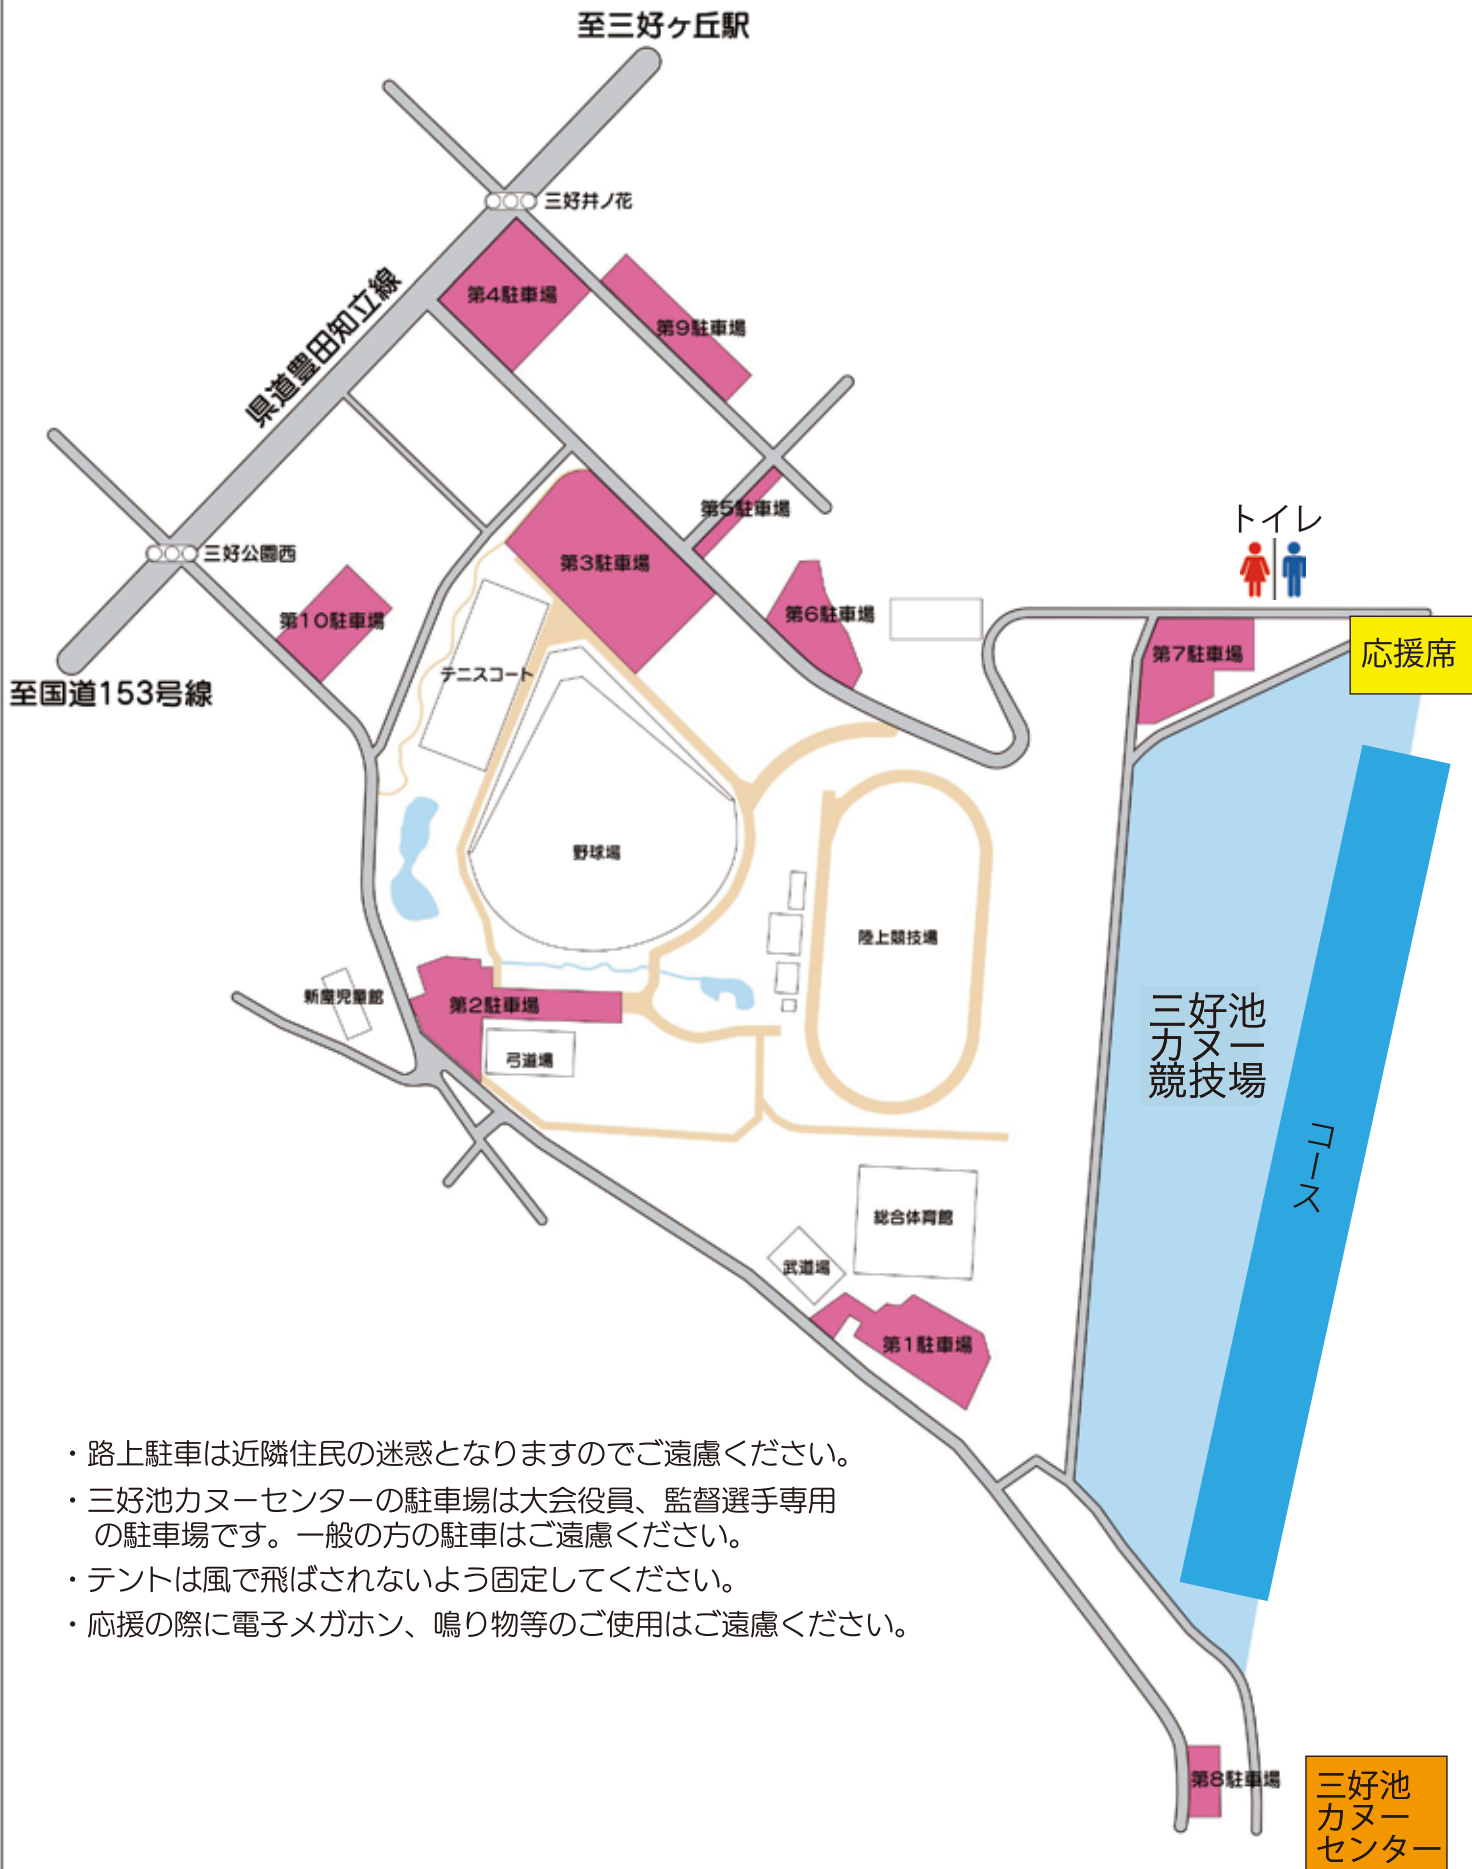 至三好ヶ丘駅
三好井ノ花
第4駐車場
第9駐車場
県道豊田知立線
第5駐車場
トイレ
三好公園西
第3駐車場
第10駐車場
第6駐車場
応援席
第7駐車場
テニスコート
至国道153号線
野球場
陸上競技場
新屋児童館
第2駐車場
弓道場
三好池
カヌー
競技場
コース
総合体育館
武道場
第1駐車場
・路上駐車は近隣住民の迷惑となりますのでご遠慮ください。
・三好池カヌーセンターの駐車場は大会役員、監督選手専用
の駐車場です。一般の方の駐車はご遠慮ください。
・テントは風で飛ばされないよう固定してください。
・応援の際に電子メガホン、鳴り物等のご使用はご遠慮ください。
第8駐車場
三好池
カヌー
センター